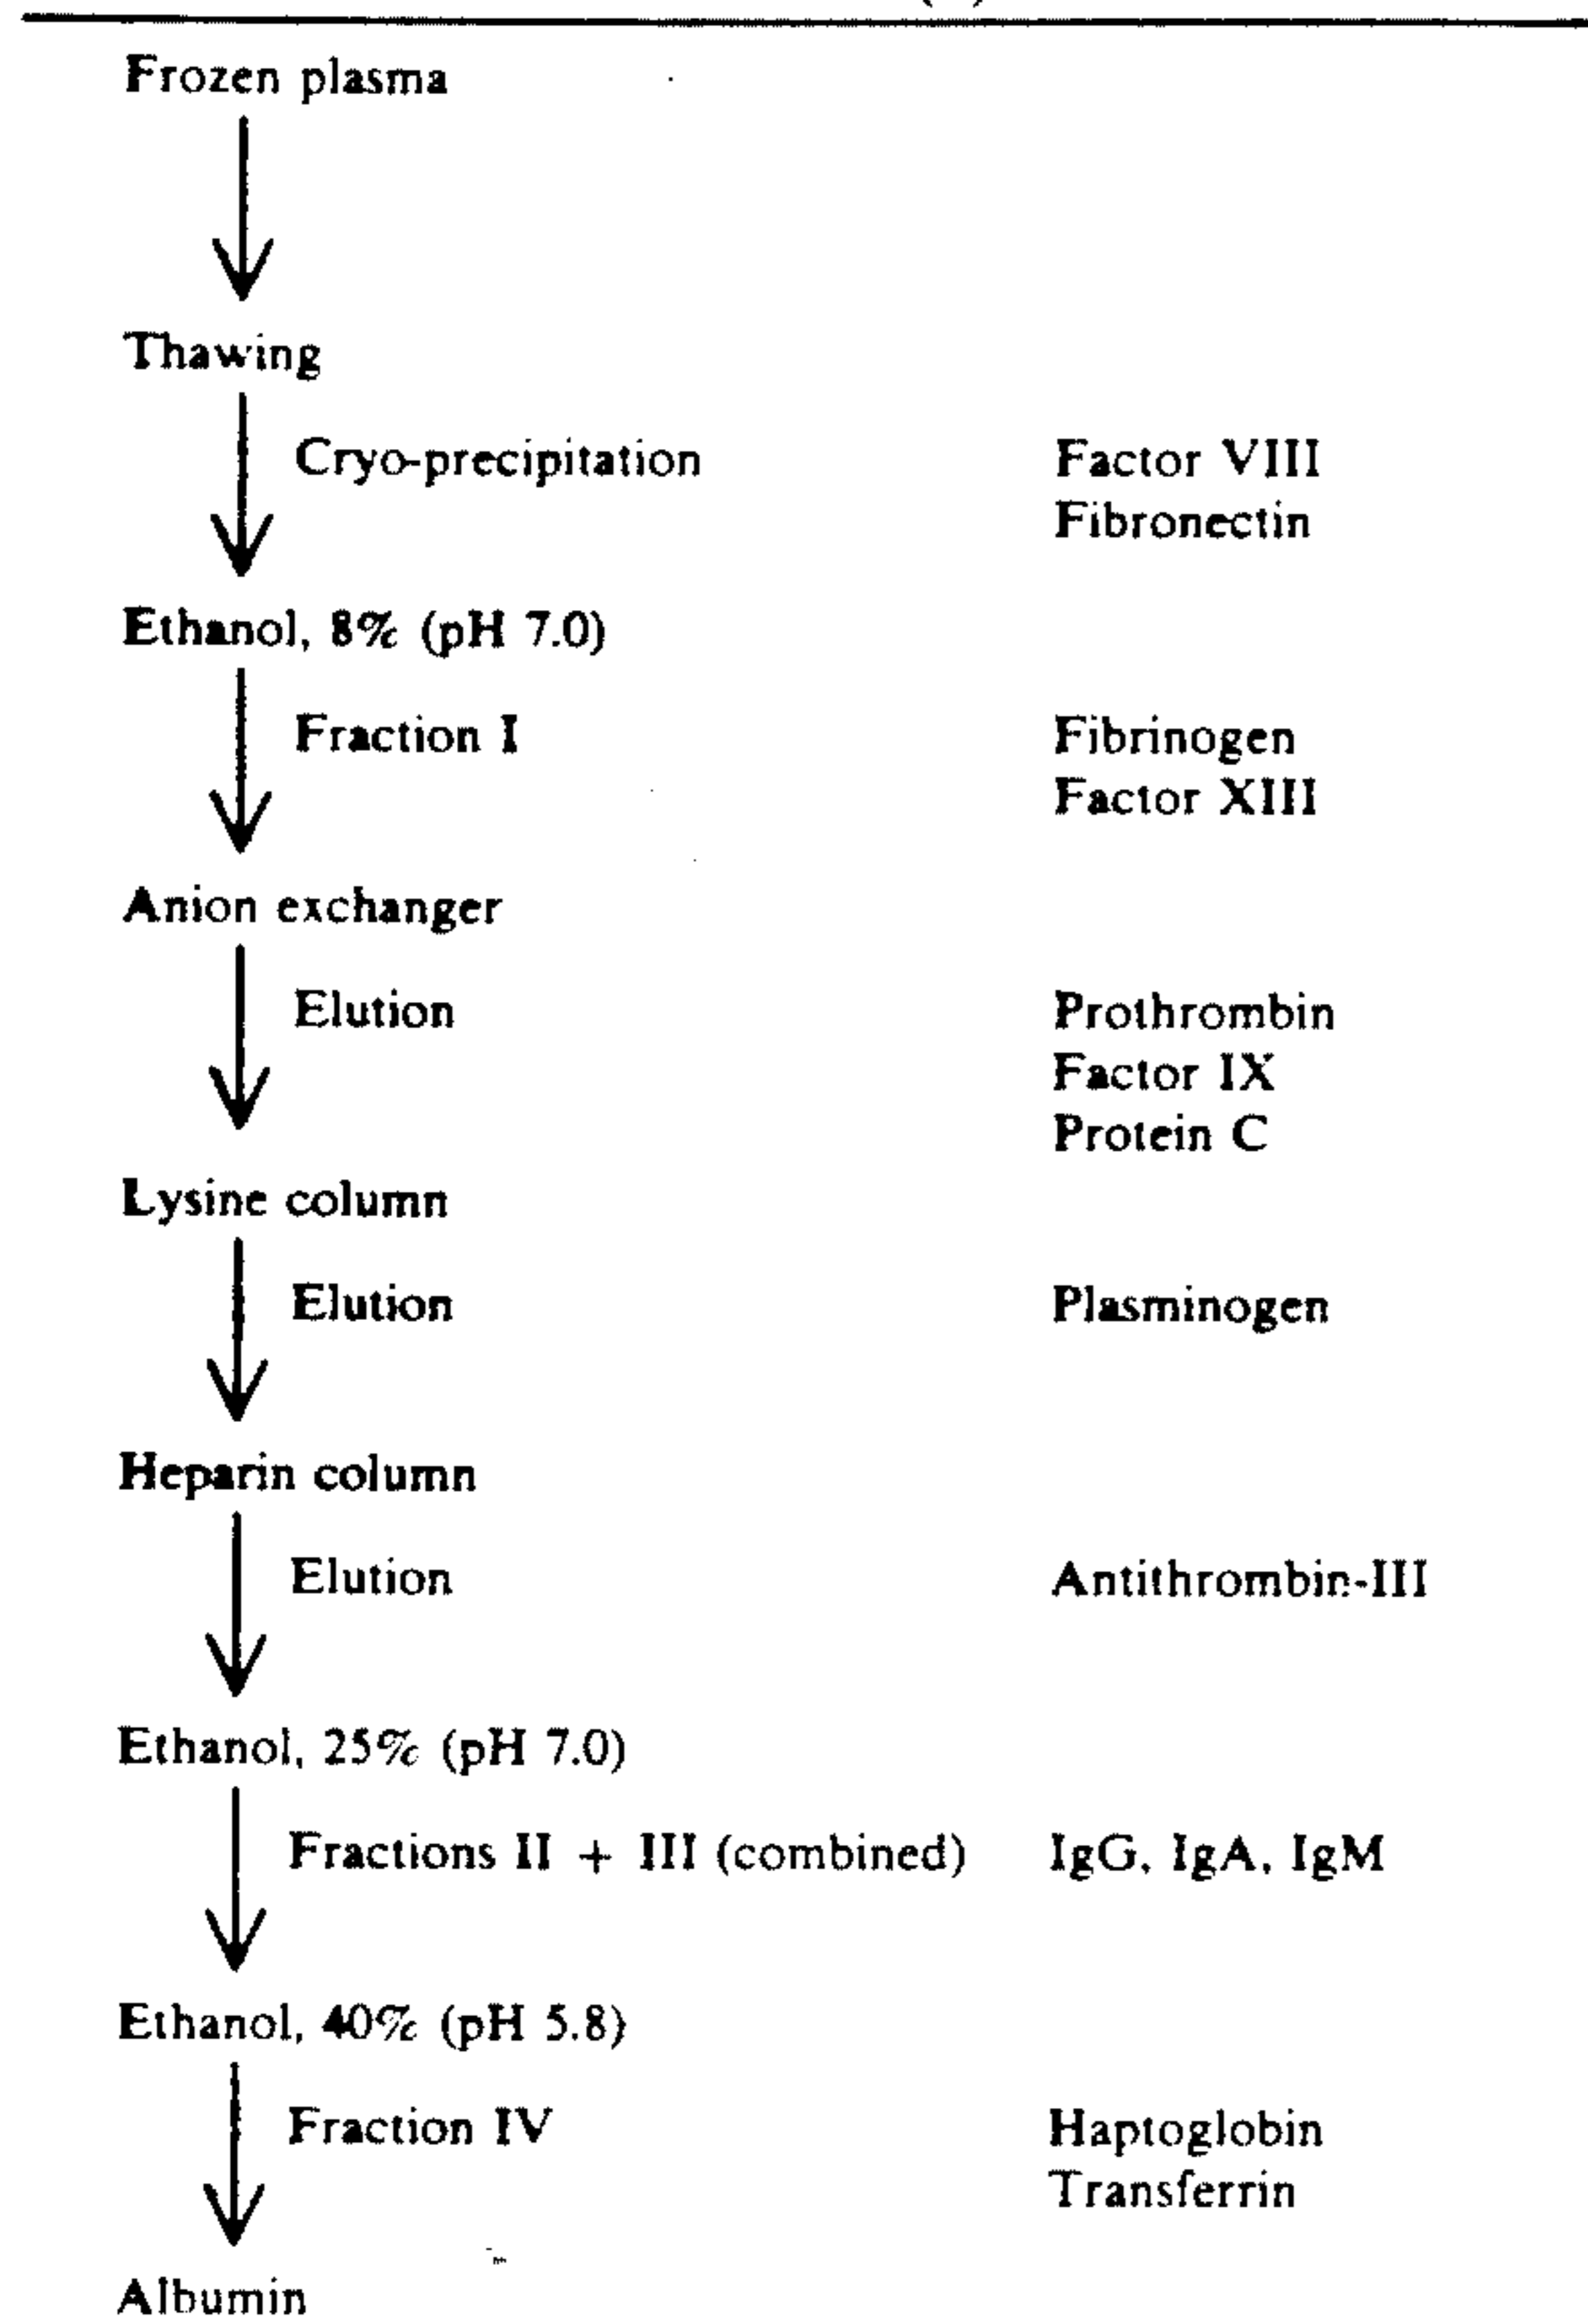 Frozen plasma
Thawing
Cryo-precipitation Factor VIII
Fibronectin
Ethanol, 8% (pH 7.0)
Fraction I Fibrinogen
Factor XIII
Anion exchanger
Elution Prothrombin
Factor IX
Protein C
Lysine column
Elution Plasminogen
Heparin column
Elution Antithrombin-III
Ethanol, 25% (pH 7.0)
Fractions II + III (combined) IgG, IgA, IgM
Ethanol, 40% (pH 5.8)
Fraction IV Haptoglobin
Transferrin
Albumin